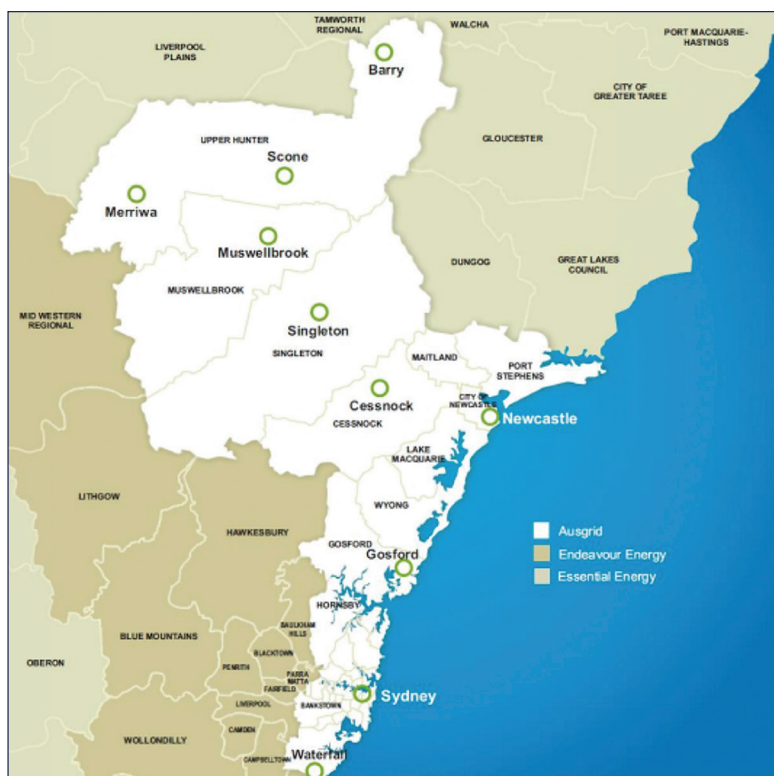 TAMWORTH
REGIONAL
WALCHA
PORT MACQUARIE-
HASTINGS
LIVERPOOL
PLAINS
Barry
CITY OF
GREATER TAREE
UPPER HUNTER
GLOUCESTER
Scone
Merriwa
Muswellbrook
DUNGOG
GREAT LAKES
COUNCIL
MUSWELLBROOK
MID WESTERN
REGIONAL
Singleton
SINGLETON
MAITLAND
PORT
STEPHENS
Cessnock
CITY OF
NEWCASTLE
Newcastle
CESSNOCK
LAKE
MACQUARIE
LITHGOW
WYONG
HAWKESBURY
Ausgrid
GOSFORD
Gosford
Endeavour Energy
Essential Energy
HORNSBY
BAULKHAM
HILLS
BLUE MOUNTAINS
BLACKTOWN
OBERON
PENRITH
PARRA
MATTA
FAIRFIELD
Sydney
LIVERPOOL
BANKSTOWN
CAMDEN
WOLLONDILLY
Waterfall
CAMPBELLTOWN